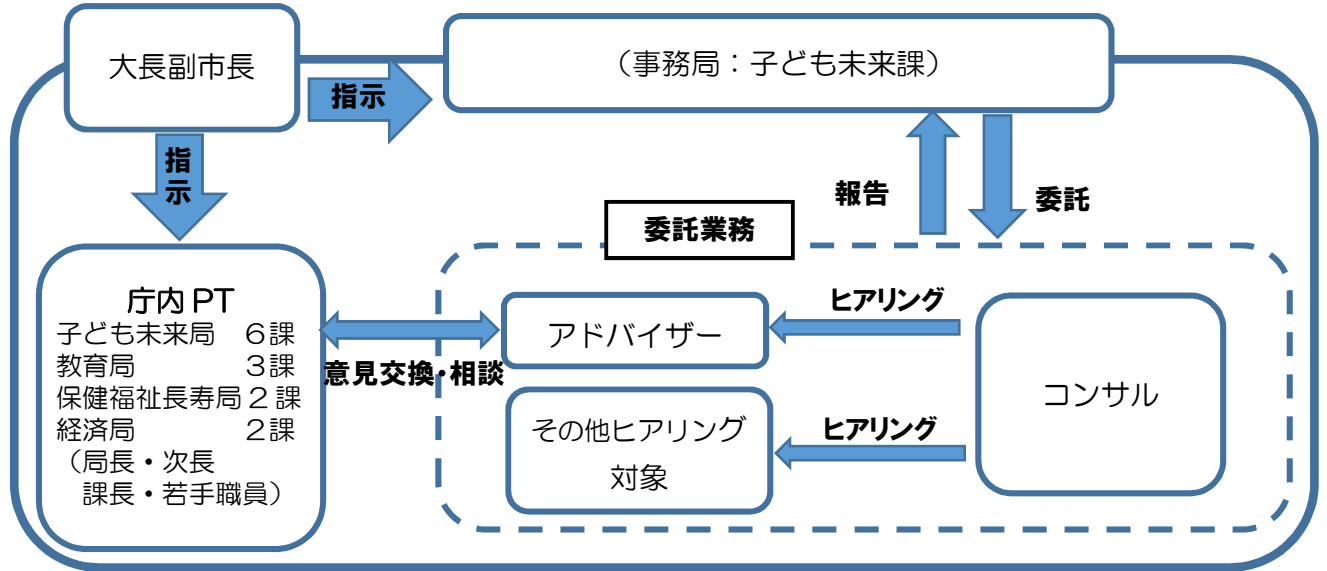 大長副市長
（事務局：子ども未来課）
指示
指
示
報告
委託
委託業務
庁内PT
子ども未来局　６課
教育局　　　　３課
保健福祉長寿局２課
経済局　　　　２課
（局長・次長
課長・若手職員）
意見交換・相談
アドバイザー
ヒアリング
その他ヒアリング
対象
ヒアリング
コンサル